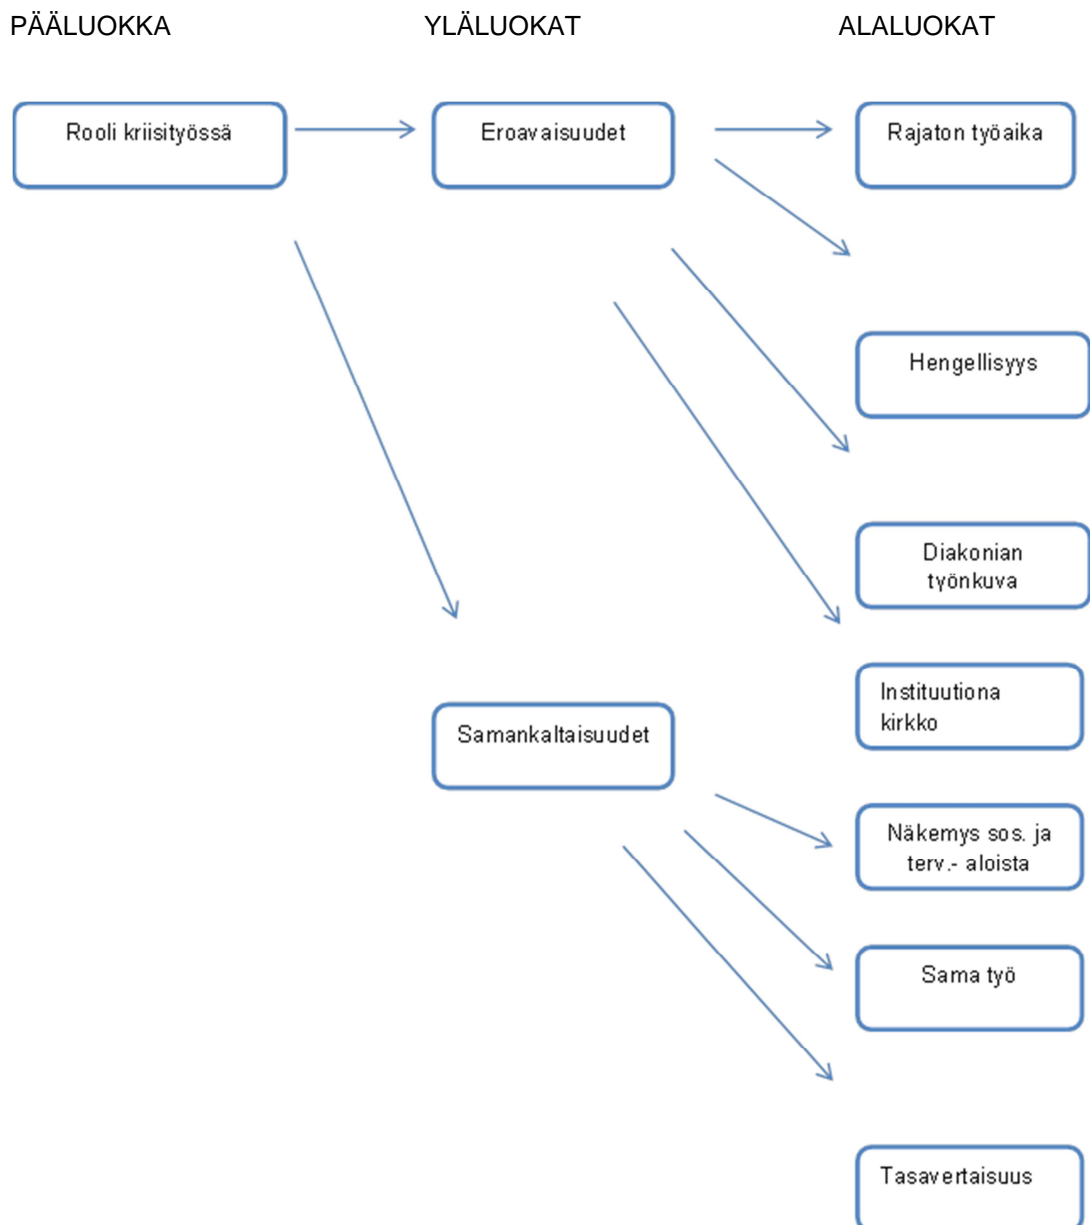 PÄÄLUOKKA YLÄLUOKAT ALALUOKAT
Rooli kriisityössä
Eroavaisuudet
Rajaton työaika
Hengellisyys
Diakonian
työnkuva
Instituutiona
kirkko
Samankaltaisuudet
Näkemys sos. ja
terv.- aloista
Sama työ
Tasavertaisuus